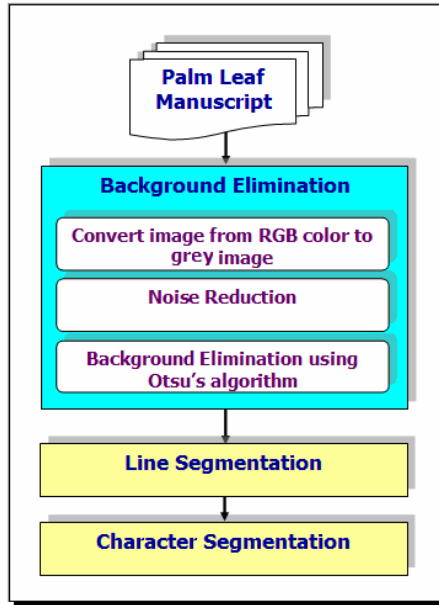 Palm Leaf
Manuscript
Background Elimination
Convert image from RGB color to
grey image
Noise Reduction
Background Elimination using
Otsu's algorithm
Line Segmentation
Character Segmentation